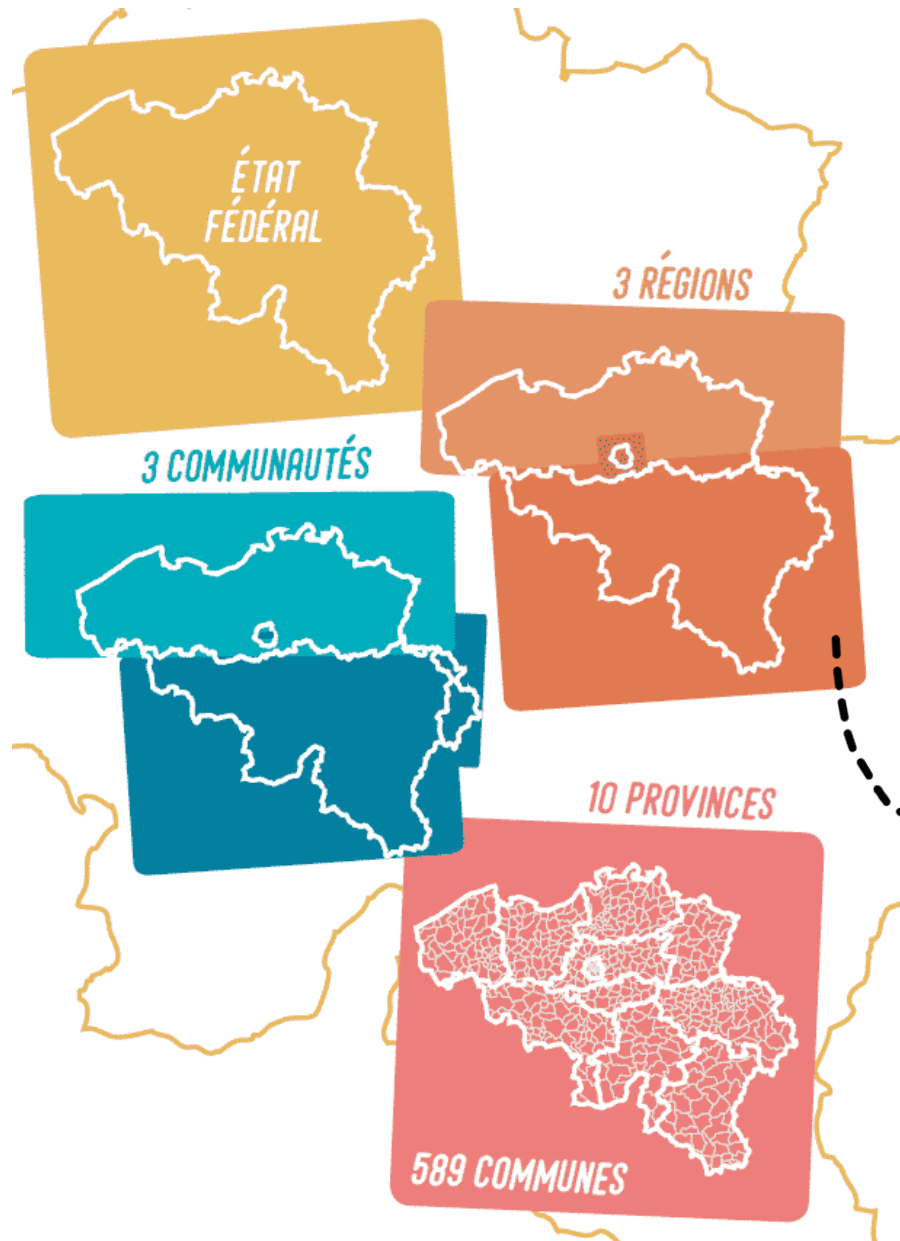 ÉTAT
FÉDÉRAL
3 RÉGIONS
3 COMMUNAUTÉS
10 PROVINCES
589 COMMUNES